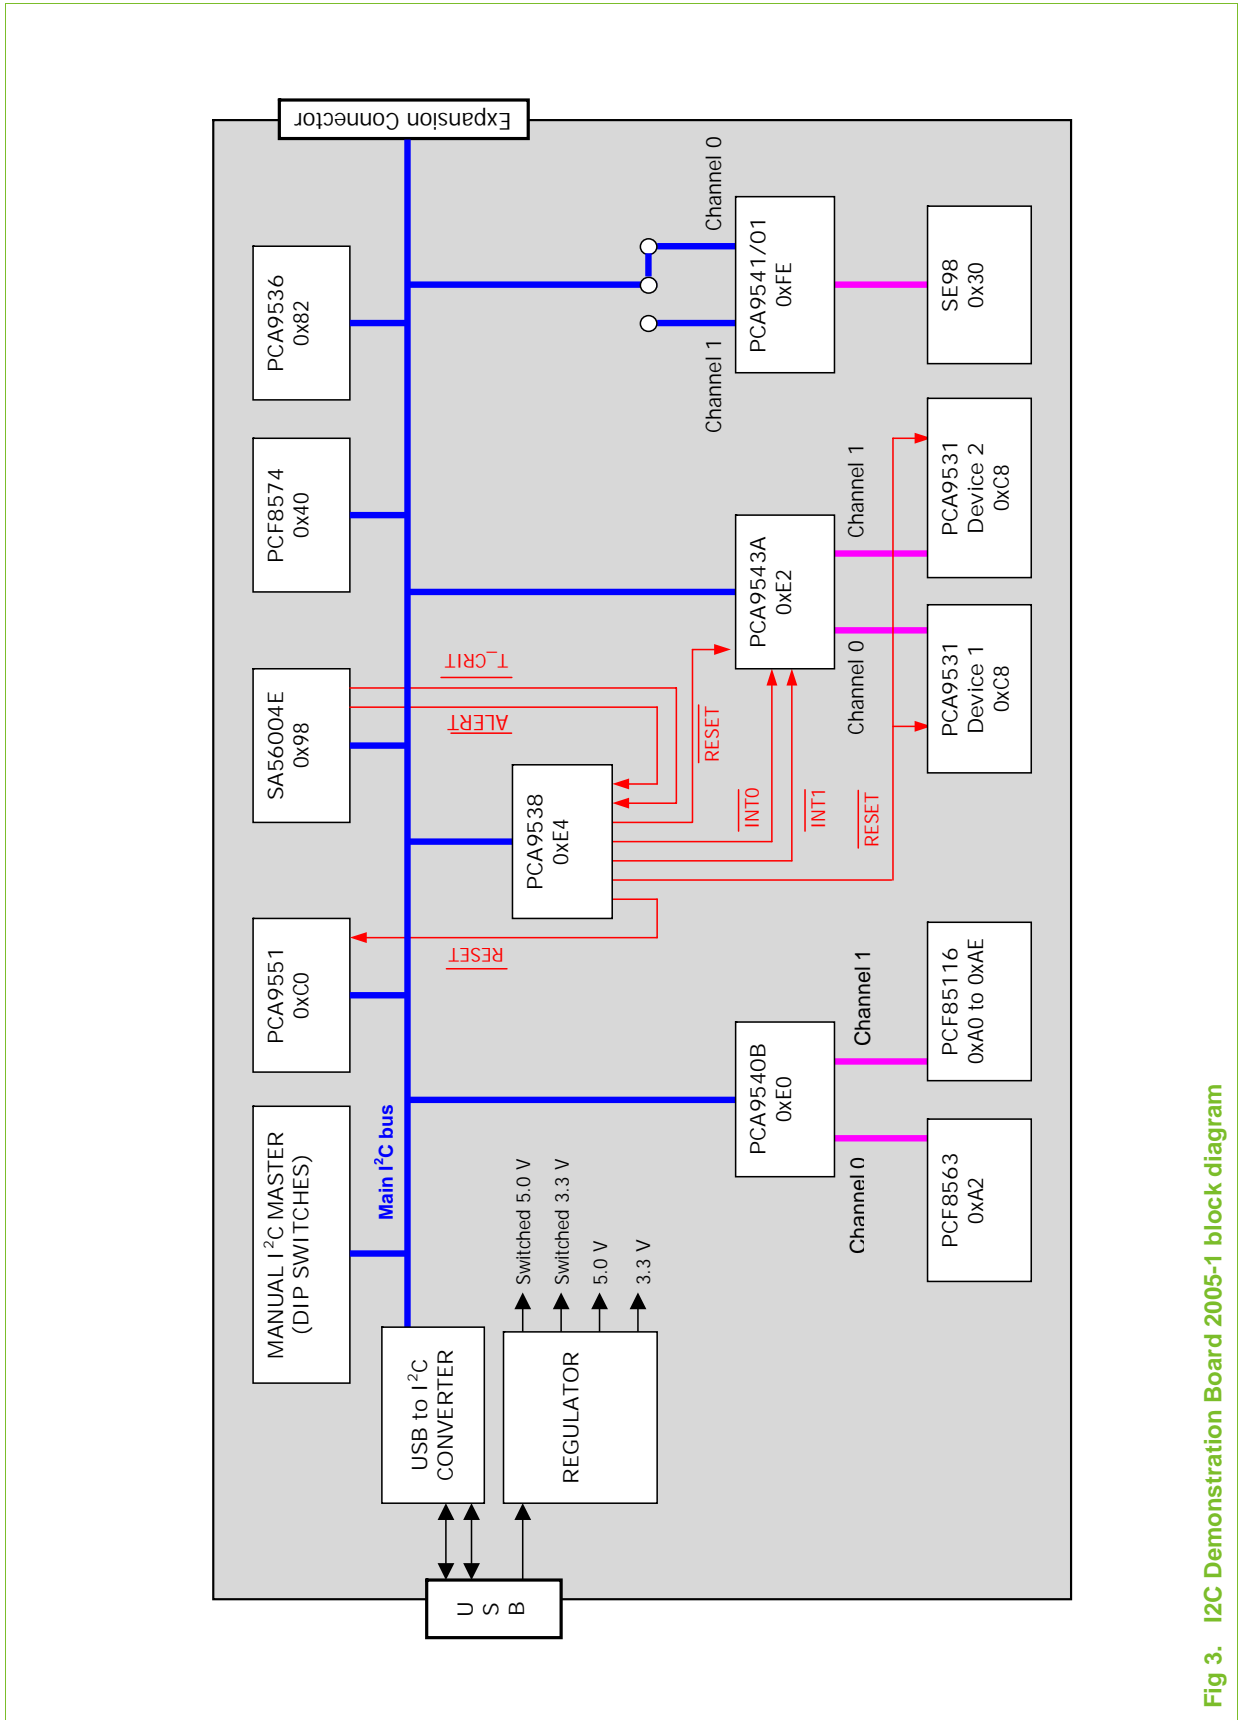 Expansion Connector
PCA9536
0x82
PCF8574
0x40
SA56004E
0x98
PCA9551
0xC0
MANUAL I²C MASTER
(DIP SWITCHES)
Main I²C bus
USB to I²C
CONVERTER
U
S
B
REGULATOR
Switched 5.0 V
Switched 3.3 V
5.0 V
3.3 V
T_CRIT
ALERT
RESET
PCA9538
0xE4
RESET
INT0
INT1
RESET
PCA9540B
0xE0
Channel 0
Channel 1
PCF8563
0xA2
PCF85116
0xA0 to 0xAE
PCA9543A
0xE2
Channel 0
Channel 1
PCA9531
Device 1
0xC8
PCA9531
Device 2
0xC8
Channel 1
Channel 0
PCA9541/01
0xFE
SE98
0x30
Fig 3. I2C Demonstration Board 2005-1 block diagram